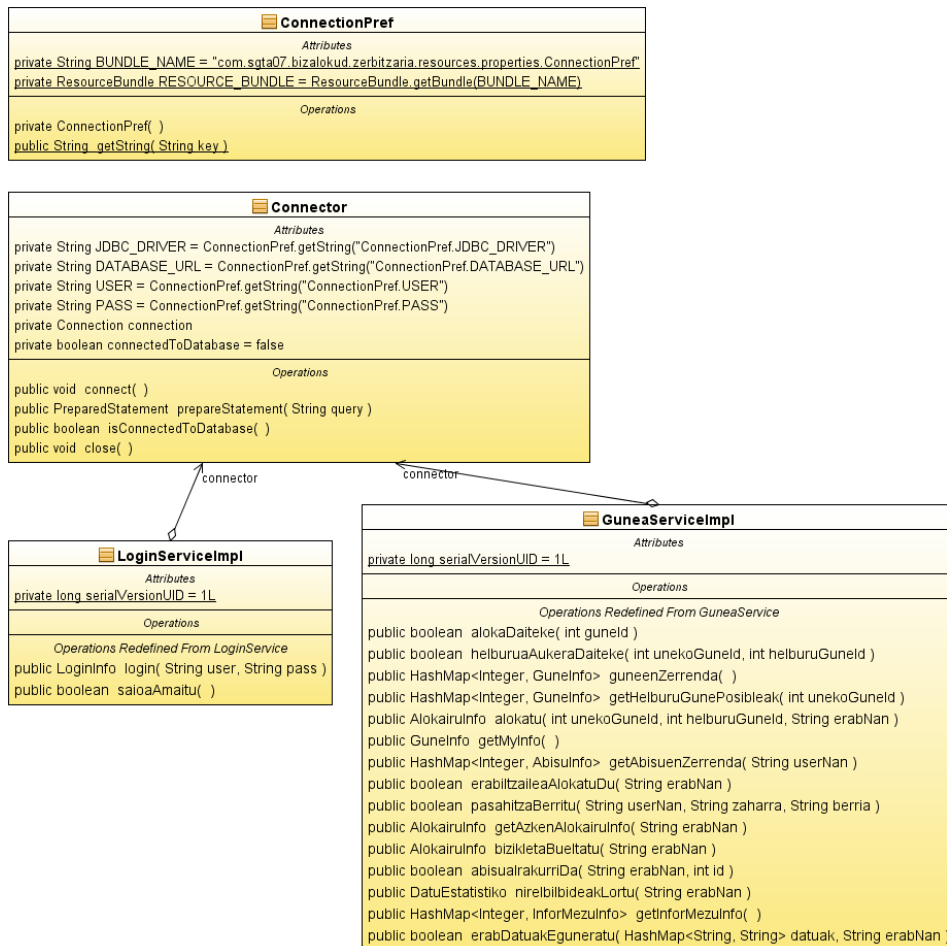 ConnectionPref
Attributes
private String BUNDLE_NAME = "com.sgta07.bizalokud.zerbitzaria.resources.properties.ConnectionPref"
private ResourceBundle RESOURCE_BUNDLE = ResourceBundle.getBundle(BUNDLE_NAME)
Operations
private ConnectionPref( )
public String getString( String key )
Connector
Attributes
private String JDBC_DRIVER = ConnectionPref.getString("ConnectionPref.JDBC_DRIVER")
private String DATABASE_URL = ConnectionPref.getString("ConnectionPref.DATABASE_URL")
private String USER = ConnectionPref.getString("ConnectionPref.USER")
private String PASS = ConnectionPref.getString("ConnectionPref.PASS")
private Connection connection
private boolean connectedToDatabase = false
Operations
public void connect( )
public PreparedStatement prepareStatement( String query )
public boolean isConnectedToDatabase( )
public void close( )
connector
connector
LoginServiceImpl
Attributes
private long serialVersionUID = 1L
Operations
Operations Redefined From LoginService
public LoginInfo login( String user, String pass )
public boolean saioaAmaitu( )
GuneaServiceImpl
Attributes
private long serialVersionUID = 1L
Operations
Operations Redefined From GuneaService
public boolean alokaDaiteke( int guneId )
public boolean helburuaAukeraDaiteke( int unekoGuneId, int helburuGuneId )
public HashMap<Integer, GuneInfo> guneenZerrenda( )
public HashMap<Integer, GuneInfo> getHelburuGunePosibleak( int unekoGuneId )
public AlokairuInfo alokatu( int unekoGuneId, int helburuGuneId, String erabNan )
public GuneInfo getMyInfo( )
public HashMap<Integer, AbisuInfo> getAbisuenZerrenda( String userNan )
public boolean erabiltzaileaAlokatuDu( String erabNan )
public boolean pasahitzaBerritu( String userNan, String zaharra, String berria )
public AlokairuInfo getAzkenAlokairuInfo( String erabNan )
public AlokairuInfo bizikletaBueltatu( String erabNan )
public boolean abisuaIrakurriDa( String erabNan, int id )
public DatuEstatistiko nireIbilbideakLortu( String erabNan )
public HashMap<Integer, InforMezuInfo> getInforMezuInfo( )
public boolean erabDatuakEguneratu( HashMap<String, String> datuak, String erabNan